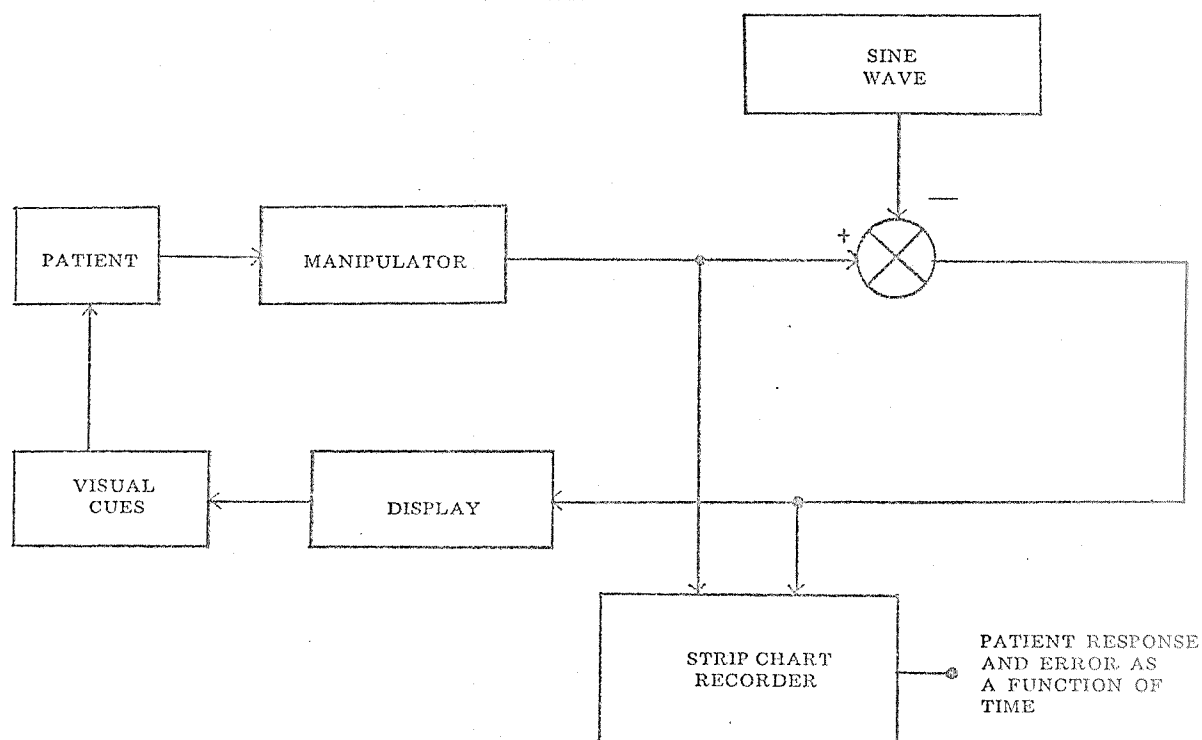 SINE
WAVE
—
+
PATIENT
MANIPULATOR
VISUAL
CUES
DISPLAY
STRIP CHART
RECORDER
PATIENT RESPONSE
AND ERROR AS
A FUNCTION OF
TIME